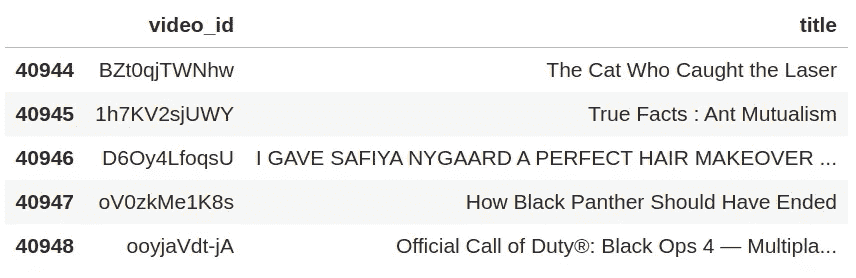 video_id title
40944 BZt0qjTWNhw The Cat Who Caught the Laser
40945 1h7KV2sjUWY True Facts : Ant Mutualism
40946 D6Oy4LfoqsU I GAVE SAFIYA NYGAARD A PERFECT HAIR MAKEOVER ...
40947 oV0zkMe1K8s How Black Panther Should Have Ended
40948 ooyjaVdt-jA Official Call of Duty®: Black Ops 4 — Multipla...